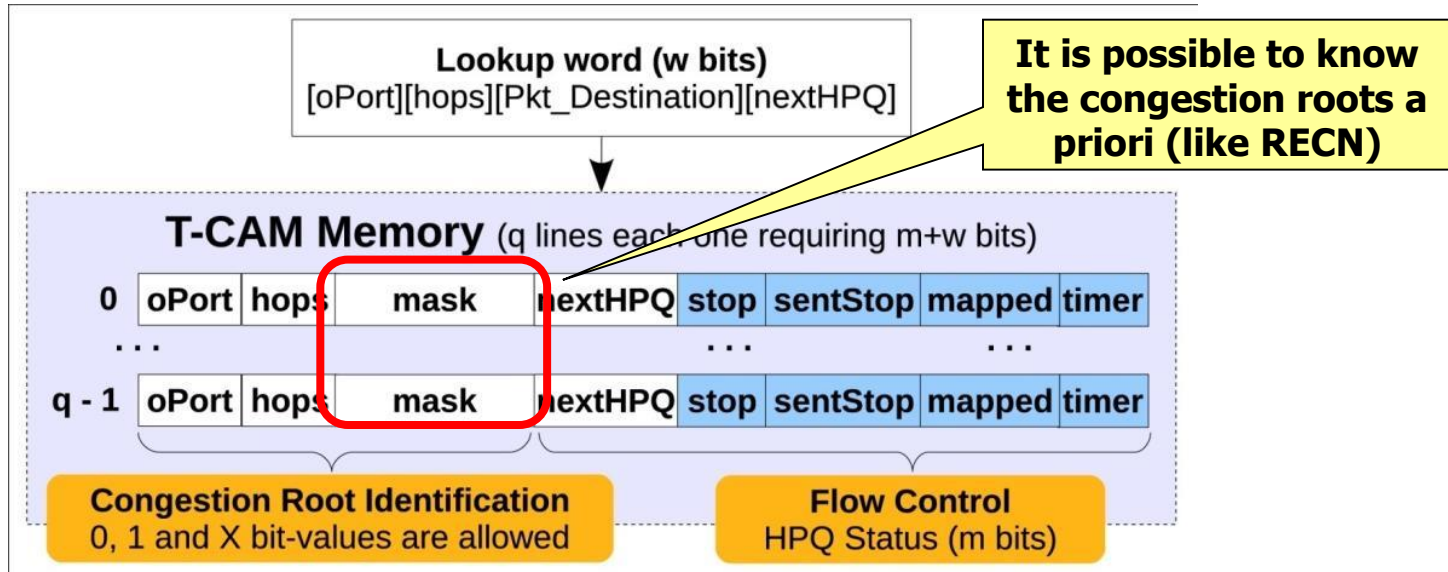 Lookup word (w bits)
[oPort][hops][Pkt_Destination][nextHPQ]
It is possible to know
the congestion roots a
priori (like RECN)
T-CAM Memory (q lines each one requiring m+w bits)
0 oPort hops mask nextHPQ stop sentStop mapped timer
... ... ...
q - 1 oPort hops mask nextHPQ stop sentStop mapped timer
Congestion Root Identification
0, 1 and X bit-values are allowed
Flow Control
HPQ Status (m bits)